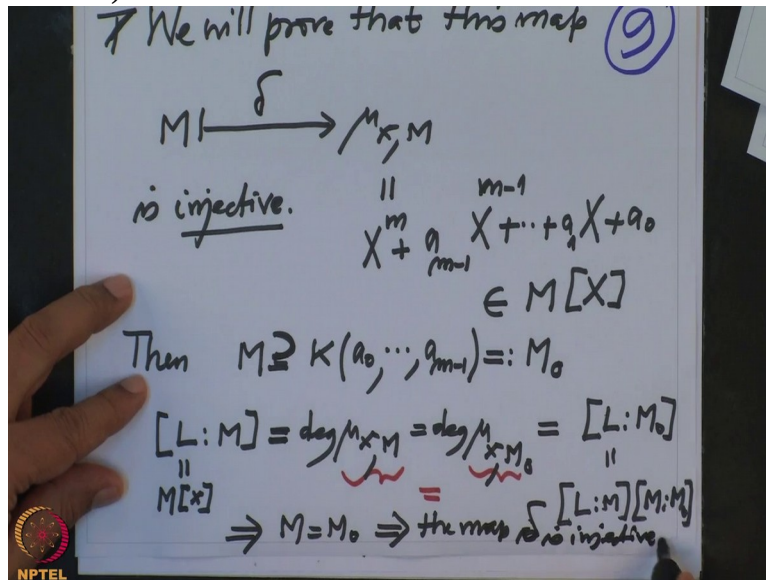 We will prove that this map 9
M ↦ δ μ_{x,M}
is injective. ||
X^m + a_{m-1} X^{m-1} + ·· + a_1 X + a_0
∈ M[X]
Then M ⊇ K(a_0, ···, a_{m-1}) =: M_0
[L:M] = deg μ_{x,M} = deg μ_{x,M_0} = [L:M_0]
|| = ||
M[x] [L:M][M:M_0]
⇒ M = M_0 ⇒ the map δ is injective.
NPTEL